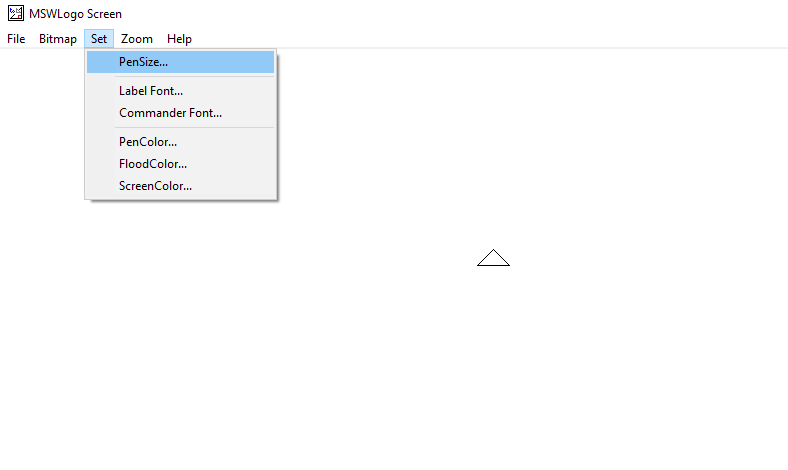 MSWLogo Screen
File Bitmap Set Zoom Help
PenSize...
Label Font...
Commander Font...
PenColor...
FloodColor...
ScreenColor...